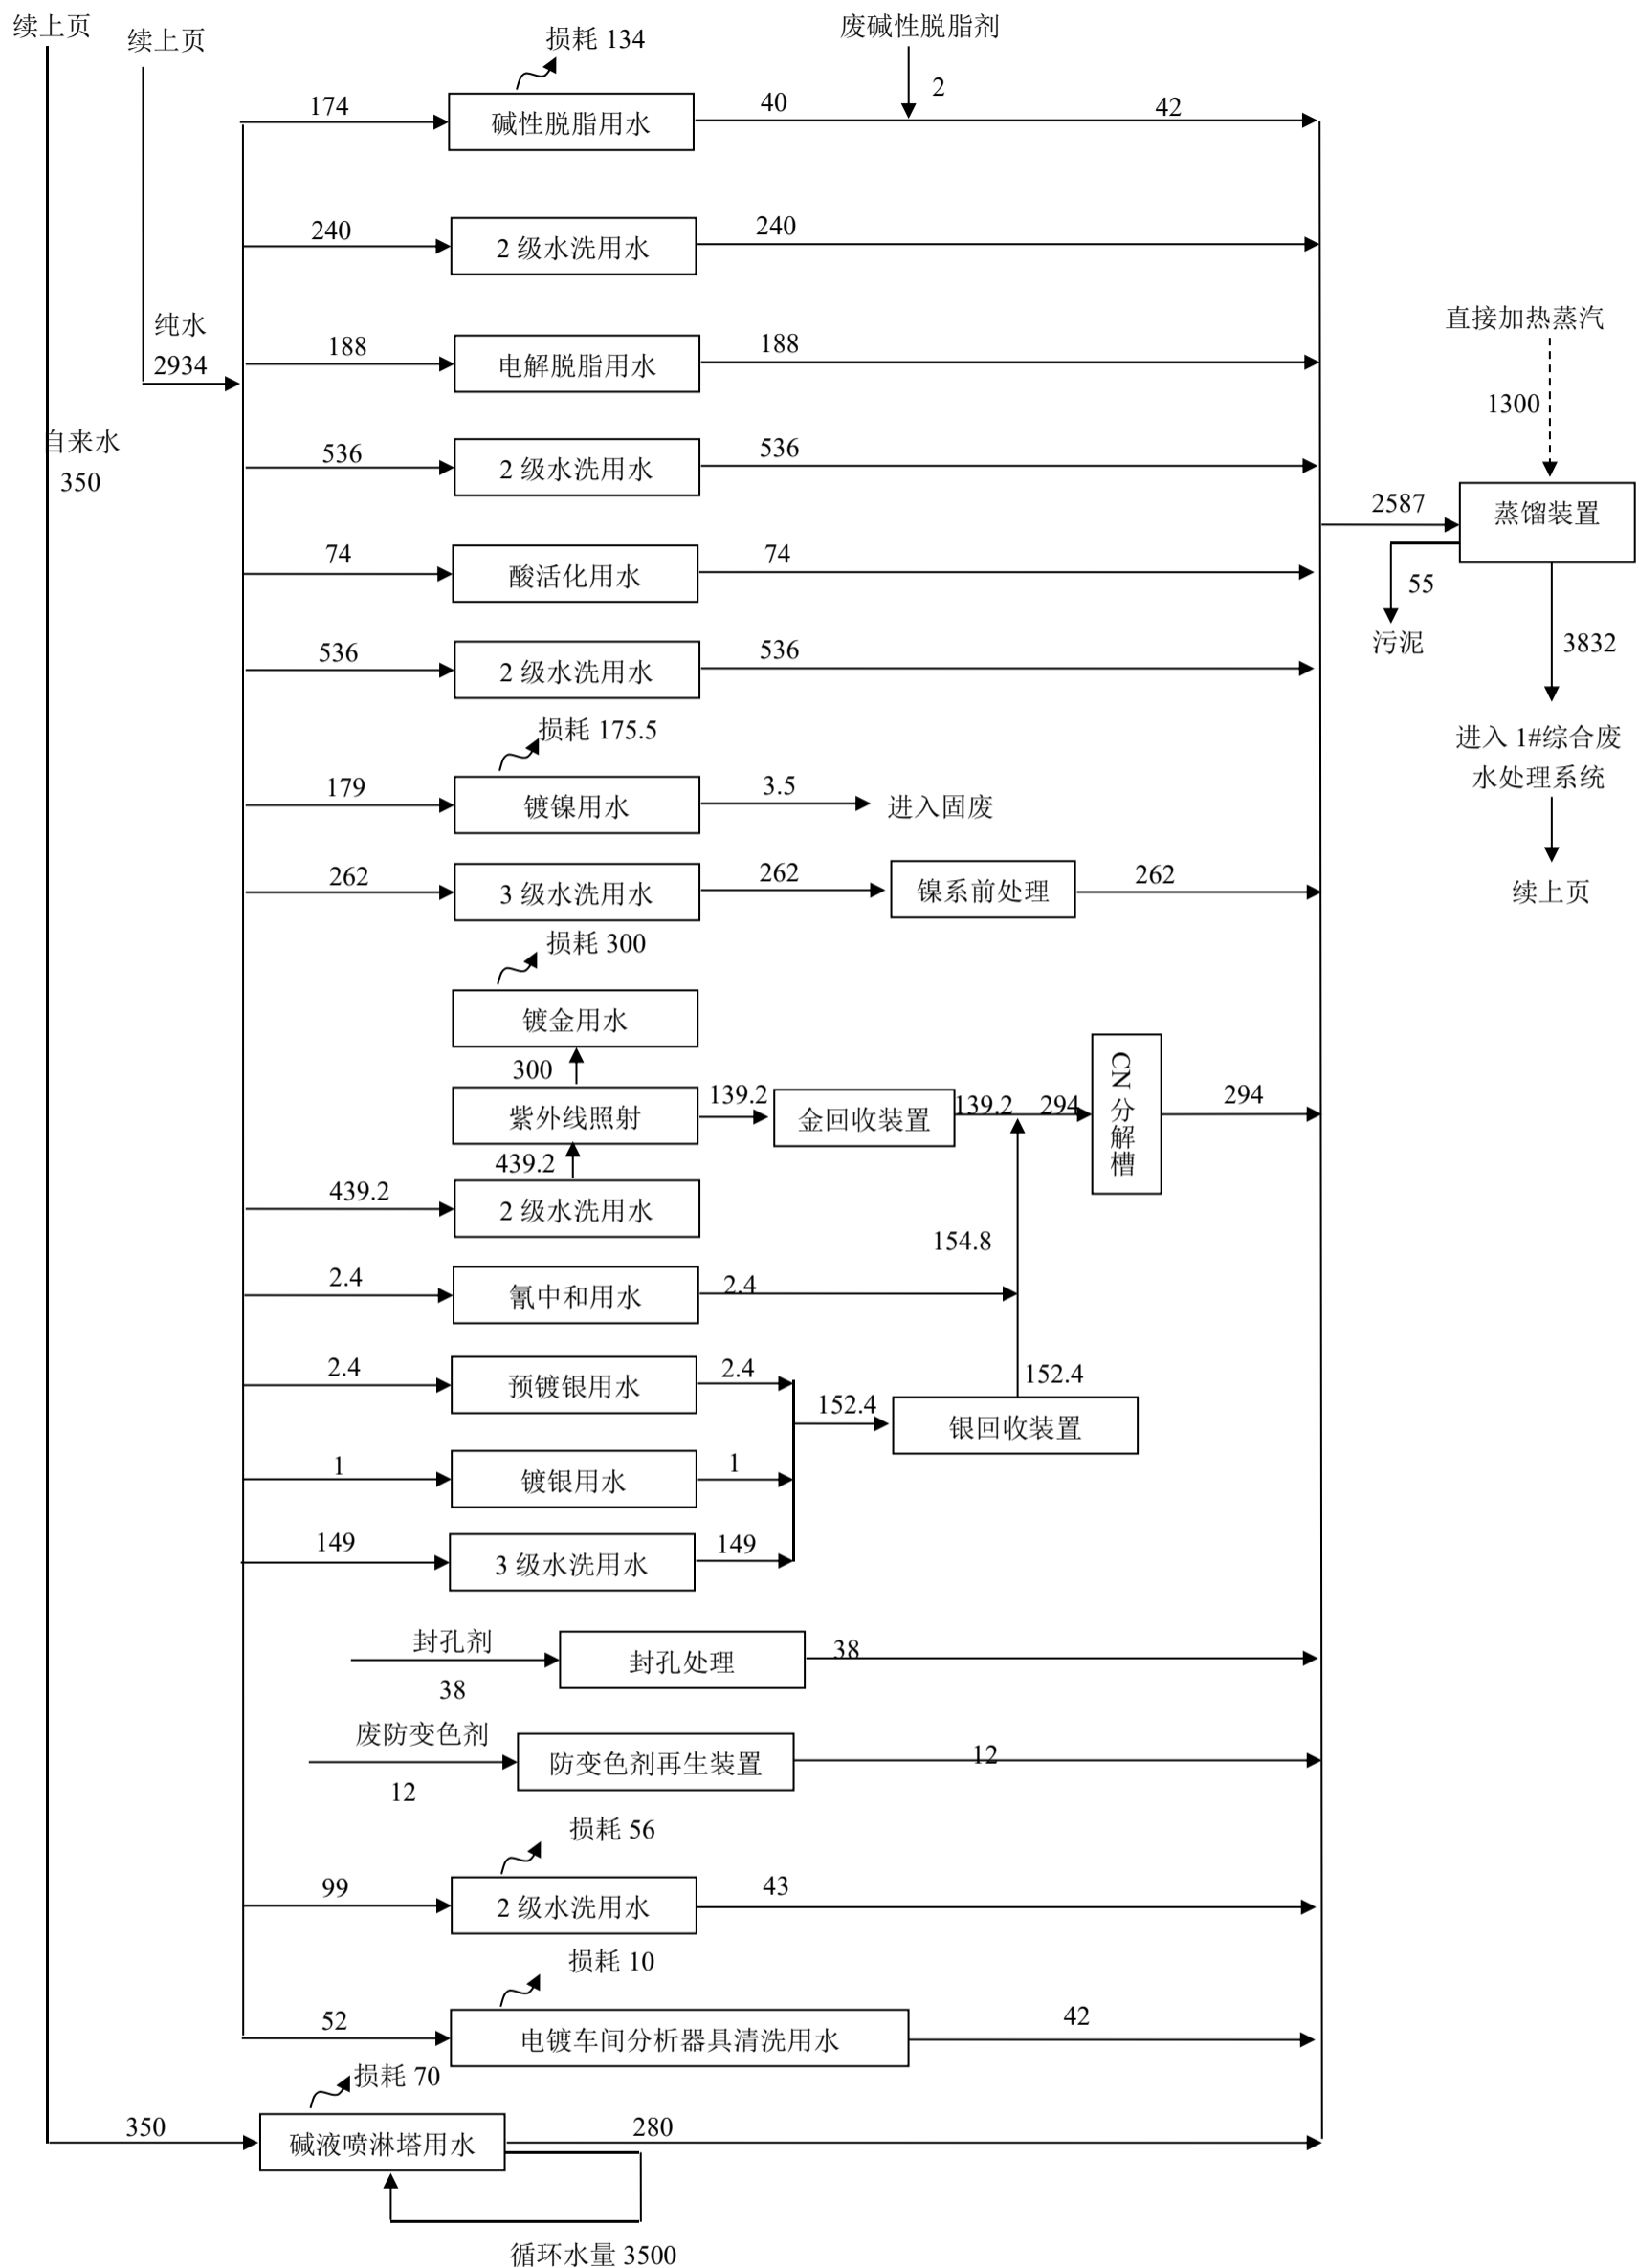 续上页
续上页
损耗 134
废碱性脱脂剂
2
174
碱性脱脂用水
40
42
240
2 级水洗用水
240
纯水
2934
188
电解脱脂用水
188
直接加热蒸汽
1300
自来水
350
536
2 级水洗用水
536
2587
蒸馏装置
55
污泥
3832
74
酸活化用水
74
536
2 级水洗用水
536
进入 1#综合废
水处理系统
续上页
损耗 175.5
179
镀镍用水
3.5
进入固废
262
3 级水洗用水
262
镍系前处理
262
损耗 300
镀金用水
300
紫外线照射
139.2
金回收装置
139.2
294
CN 分解槽
294
439.2
439.2
2 级水洗用水
154.8
2.4
氰中和用水
2.4
2.4
预镀银用水
2.4
152.4
152.4
银回收装置
1
镀银用水
1
149
3 级水洗用水
149
封孔剂
38
封孔处理
38
废防变色剂
12
防变色剂再生装置
12
损耗 56
99
2 级水洗用水
43
损耗 10
52
电镀车间分析器具清洗用水
42
损耗 70
350
碱液喷淋塔用水
280
循环水量 3500